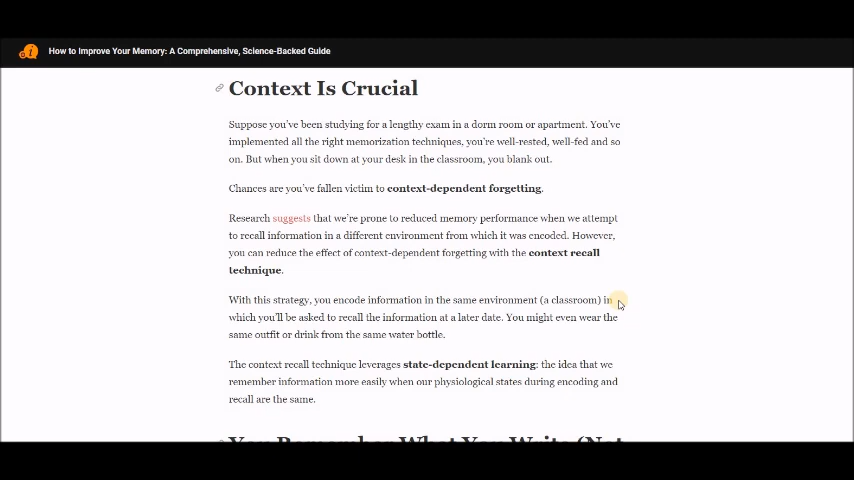 How to Improve Your Memory: A Comprehensive, Science-Backed Guide
Context Is Crucial
Suppose you've been studying for a lengthy exam in a dorm room or apartment. You've
implemented all the right memorization techniques, you're well-rested, well-fed and so
on. But when you sit down at your desk in the classroom, you blank out.
Chances are you've fallen victim to context-dependent forgetting.
Research suggests that we're prone to reduced memory performance when we attempt
to recall information in a different environment from which it was encoded. However,
you can reduce the effect of context-dependent forgetting with the context recall
technique.
With this strategy, you encode information in the same environment (a classroom) in
which you'll be asked to recall the information at a later date. You might even wear the
same outfit or drink from the same water bottle.
The context recall technique leverages state-dependent learning: the idea that we
remember information more easily when our physiological states during encoding and
recall are the same.
You Remember What You Write (Not